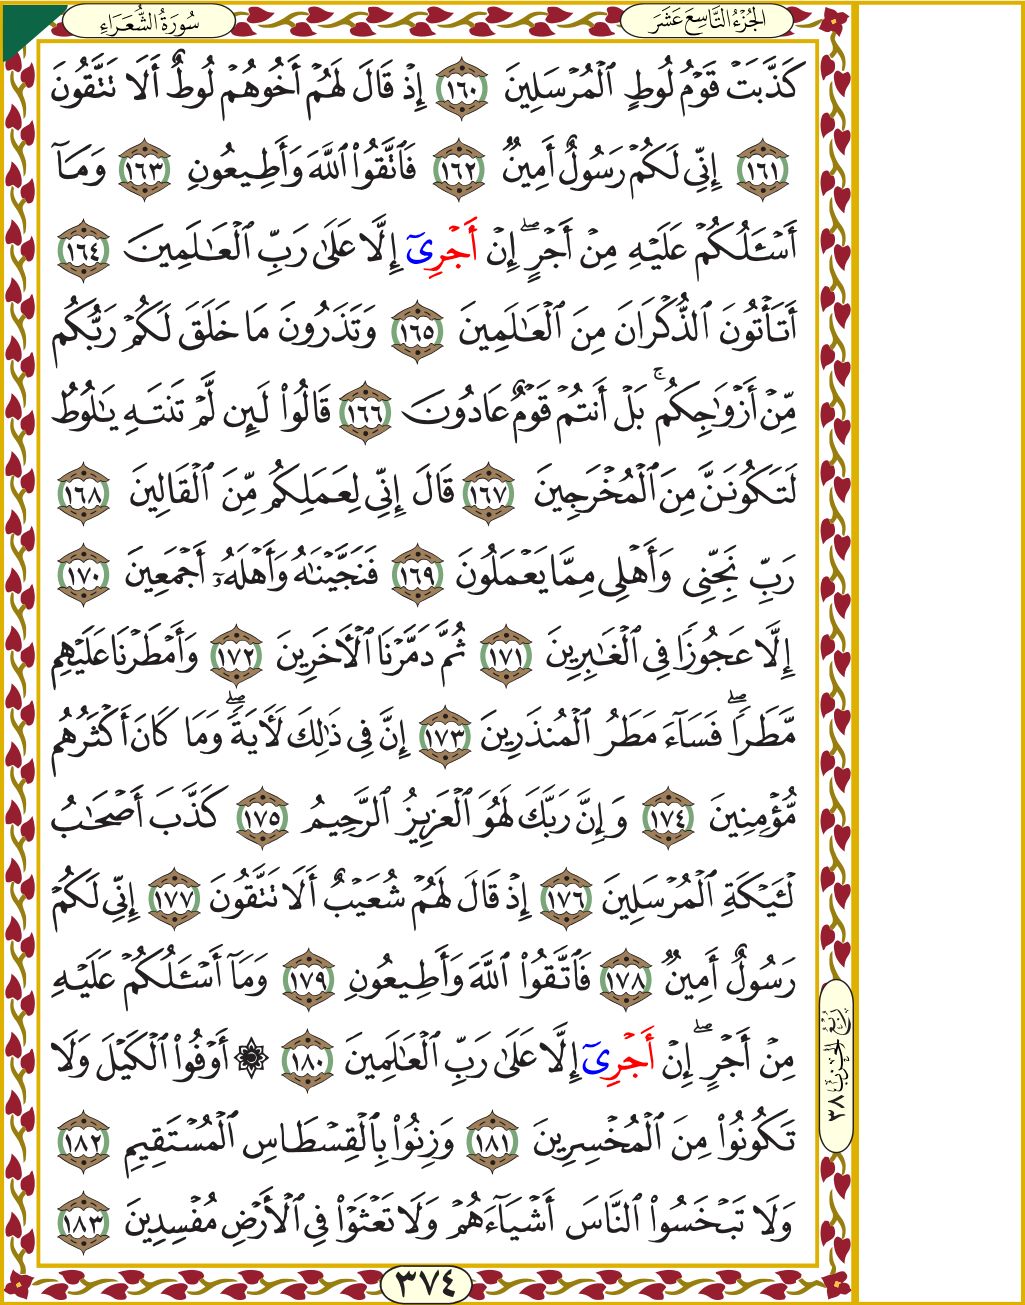 سُورَةُ الشُّعَرَاءِ
الجُزْءُ التَّاسِعَ عَشَرَ
كَذَّبَتْ قَوْمُ لُوطٍ ٱلْمُرْسَلِينَ ١٦٠ إِذْ قَالَ لَهُمْ أَخُوهُمْ لُوطٌ أَلَا تَتَّقُونَ
١٦١ إِنِّى لَكُمْ رَسُولٌ أَمِينٌ ١٦٢ فَٱتَّقُوا۟ ٱللَّهَ وَأَطِيعُونِ ١٦٣ وَمَآ
أَسْـَٔلُكُمْ عَلَيْهِ مِنْ أَجْرٍ ۖ إِنْ أَجْرِىَٓ إِلَّا عَلَىٰ رَبِّ ٱلْعَـٰلَمِينَ ١٦٤
أَتَأْتُونَ ٱلذُّكْرَانَ مِنَ ٱلْعَـٰلَمِينَ ١٦٥ وَتَذَرُونَ مَا خَلَقَ لَكُمْ رَبُّكُم
مِّنْ أَزْوَٰجِكُم ۚ بَلْ أَنتُمْ قَوْمٌ عَادُونَ ١٦٦ قَالُوا۟ لَئِن لَّمْ تَنتَهِ يَـٰلُوطُ
لَتَكُونَنَّ مِنَ ٱلْمُخْرَجِينَ ١٦٧ قَالَ إِنِّى لِعَمَلِكُم مِّنَ ٱلْقَالِينَ ١٦٨
رَبِّ نَجِّنِى وَأَهْلِى مِمَّا يَعْمَلُونَ ١٦٩ فَنَجَّيْنَـٰهُ وَأَهْلَهُۥٓ أَجْمَعِينَ ١٧٠
إِلَّا عَجُوزًا فِى ٱلْغَـٰبِرِينَ ١٧١ ثُمَّ دَمَّرْنَا ٱلْـَٔاخَرِينَ ١٧٢ وَأَمْطَرْنَا عَلَيْهِم
مَّطَرًا ۖ فَسَآءَ مَطَرُ ٱلْمُنذَرِينَ ١٧٣ إِنَّ فِى ذَٰلِكَ لَـَٔايَةً ۖ وَمَا كَانَ أَكْثَرُهُم
مُّؤْمِنِينَ ١٧٤ وَإِنَّ رَبَّكَ لَهُوَ ٱلْعَزِيزُ ٱلرَّحِيمُ ١٧٥ كَذَّبَ أَصْحَـٰبُ
لْـَٔيْكَةِ ٱلْمُرْسَلِينَ ١٧٦ إِذْ قَالَ لَهُمْ شُعَيْبٌ أَلَا تَتَّقُونَ ١٧٧ إِنِّى لَكُمْ
رَسُولٌ أَمِينٌ ١٧٨ فَٱتَّقُوا۟ ٱللَّهَ وَأَطِيعُونِ ١٧٩ وَمَآ أَسْـَٔلُكُمْ عَلَيْهِ
مِنْ أَجْرٍ ۖ إِنْ أَجْرِىَٓ إِلَّا عَلَىٰ رَبِّ ٱلْعَـٰلَمِينَ ١٨٠ ۞ أَوْفُوا۟ ٱلْكَيْلَ وَلَا
تَكُونُوا۟ مِنَ ٱلْمُخْسِرِينَ ١٨١ وَزِنُوا۟ بِٱلْقِسْطَاسِ ٱلْمُسْتَقِيمِ ١٨٢
وَلَا تَبْخَسُوا۟ ٱلنَّاسَ أَشْيَآءَهُمْ وَلَا تَعْثَوْا۟ فِى ٱلْأَرْضِ مُفْسِدِينَ ١٨٣
رُبْعُ الحِزْبِ ٣٨
٣٧٤